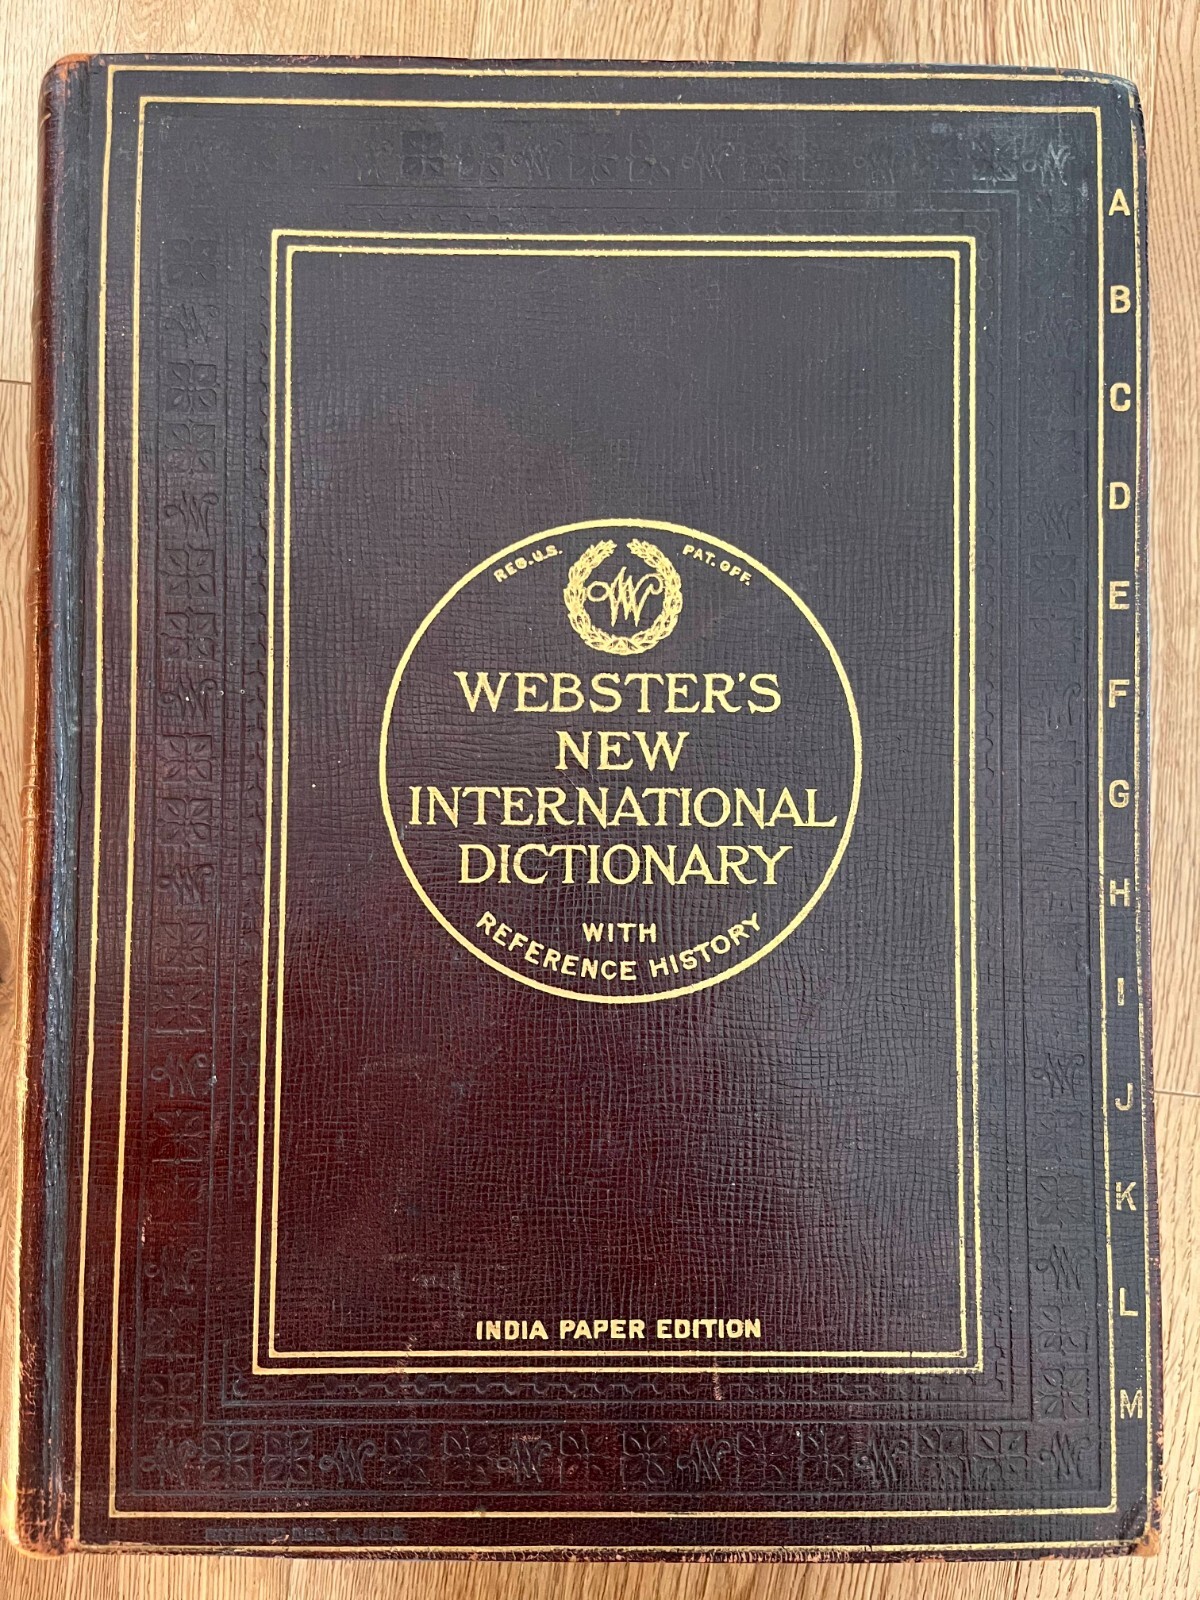 REG. U.S. PAT. OFF.
W
WEBSTER'S
NEW
INTERNATIONAL
DICTIONARY
WITH
REFERENCE HISTORY
INDIA PAPER EDITION
A
B
C
D
E
F
G
H
I
J
K
L
M